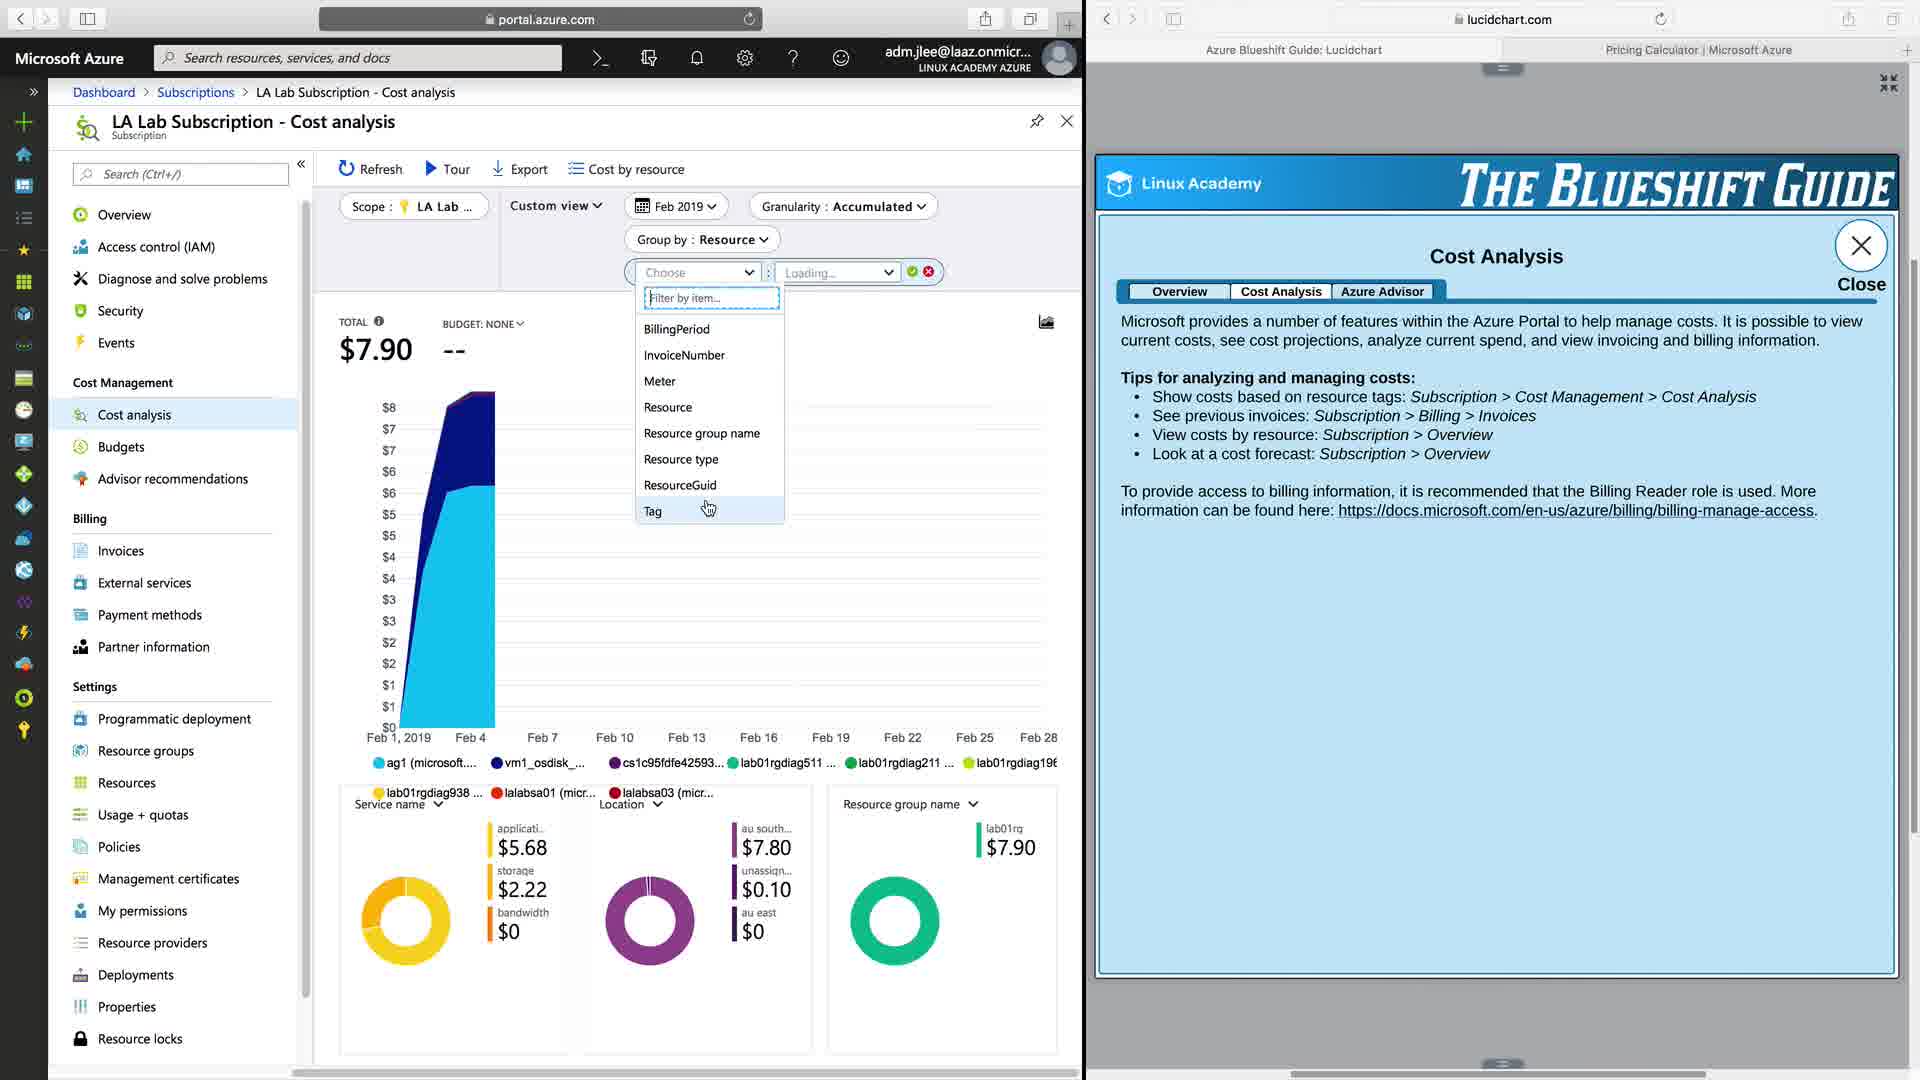 portal.azure.com
lucidchart.com
Azure Blueshift Guide: Lucidchart
Pricing Calculator | Microsoft Azure
Microsoft Azure
Search resources, services, and docs
adm.jlee@laaz.onmicr...
LINUX ACADEMY AZURE
Dashboard > Subscriptions > LA Lab Subscription - Cost analysis
LA Lab Subscription - Cost analysis
Subscription
Search (Ctrl+/)
Overview
Access control (IAM)
Diagnose and solve problems
Security
Events
Cost Management
Cost analysis
Budgets
Advisor recommendations
Billing
Invoices
External services
Payment methods
Partner information
Settings
Programmatic deployment
Resource groups
Resources
Usage + quotas
Policies
Management certificates
My permissions
Resource providers
Deployments
Properties
Resource locks
Refresh
Tour
Export
Cost by resource
Scope : LA Lab ...
Custom view
Feb 2019
Granularity : Accumulated
Group by : Resource
Choose
:
Loading...
Filter by item...
BillingPeriod
InvoiceNumber
Meter
Resource
Resource group name
Resource type
ResourceGuid
Tag
TOTAL
$7.90
BUDGET: NONE
--
$8
$7
$7
$6
$6
$5
$5
$4
$4
$3
$3
$2
$2
$1
$1
$0
Feb 1, 2019
Feb 4
Feb 7
Feb 10
Feb 13
Feb 16
Feb 19
Feb 22
Feb 25
Feb 28
ag1 (microsoft....
vm1_osdisk_...
cs1c95fdfe42593...
lab01rgdiag511 ...
lab01rgdiag211 ...
lab01rgdiag196
lab01rgdiag938 ...
lalabsa01 (micr...
lalabsa03 (micr...
Service name
applicati...
$5.68
storage
$2.22
bandwidth
$0
Location
au south...
$7.80
unassign...
$0.10
au east
$0
Resource group name
lab01rg
$7.90
Linux Academy
THE BLUESHIFT GUIDE
Cost Analysis
Close
Overview
Cost Analysis
Azure Advisor
Microsoft provides a number of features within the Azure Portal to help manage costs. It is possible to view
current costs, see cost projections, analyze current spend, and view invoicing and billing information.
Tips for analyzing and managing costs:
• Show costs based on resource tags: Subscription > Cost Management > Cost Analysis
• See previous invoices: Subscription > Billing > Invoices
• View costs by resource: Subscription > Overview
• Look at a cost forecast: Subscription > Overview
To provide access to billing information, it is recommended that the Billing Reader role is used. More
information can be found here: https://docs.microsoft.com/en-us/azure/billing/billing-manage-access.